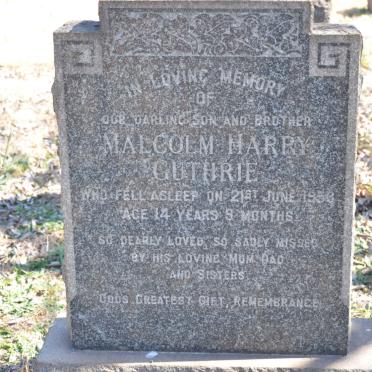 IN LOVING MEMORY
OF
OUR DARLING SON AND BROTHER
MALCOLM HARRY
GUTHRIE
WHO FELL ASLEEP ON 21ST JUNE
AGE 14 YEARS 9 MONTHS.
SO DEARLY LOVED, SO SADLY MISSED
BY HIS LOVING MUM, DAD
AND SISTERS.
GODS GREATEST GIFT, REMEMBRANCE.